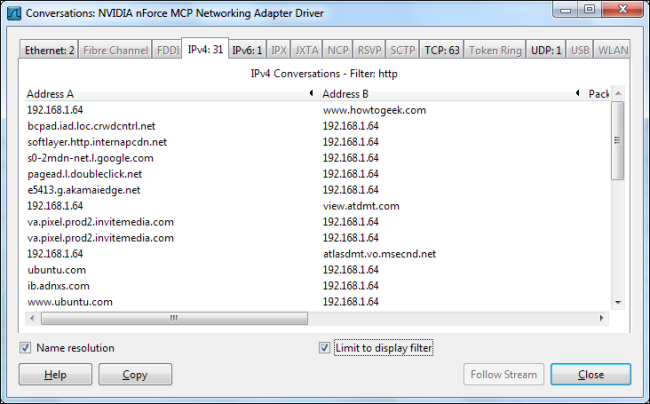 Conversations: NVIDIA nForce MCP Networking Adapter Driver
Ethernet: 2 Fibre Channel FDDI IPv4: 31 IPv6: 1 IPX JXTA NCP RSVP SCTP TCP: 63 Token Ring UDP: 1 USB WLAN
IPv4 Conversations - Filter: http
Address A Address B Pack
192.168.1.64 www.howtogeek.com
bcpad.iad.loc.crwdcntrl.net 192.168.1.64
softlayer.http.internapcdn.net 192.168.1.64
s0-2mdn-net.l.google.com 192.168.1.64
pagead.l.doubleclick.net 192.168.1.64
e5413.g.akamaiedge.net 192.168.1.64
192.168.1.64 view.atdmt.com
va.pixel.prod2.invitemedia.com 192.168.1.64
va.pixel.prod2.invitemedia.com 192.168.1.64
192.168.1.64 atlasdmt.vo.msecnd.net
ubuntu.com 192.168.1.64
ib.adnxs.com 192.168.1.64
www.ubuntu.com 192.168.1.64
Name resolution Limit to display filter
Help Copy Follow Stream Close